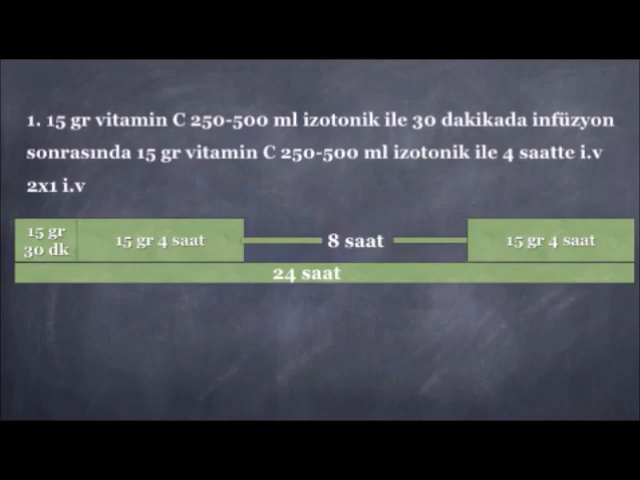 1. 15 gr vitamin C 250-500 ml izotonik ile 30 dakikada infüzyon
sonrasında 15 gr vitamin C 250-500 ml izotonik ile 4 saatte i.v
2x1 i.v
15 gr
30 dk
15 gr 4 saat
8 saat
15 gr 4 saat
24 saat